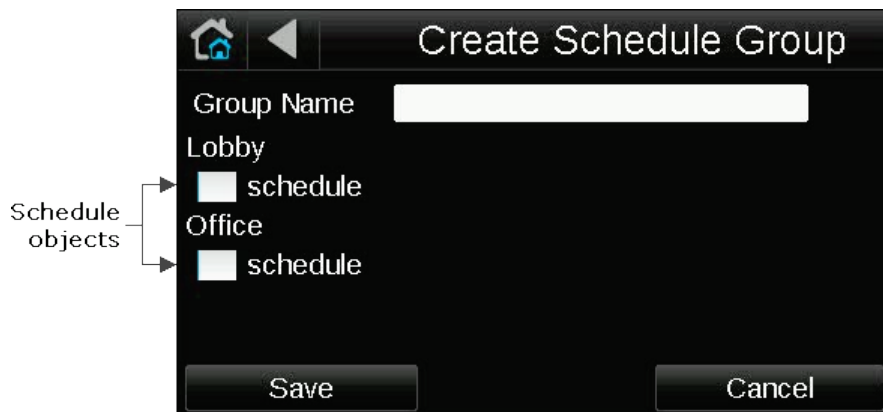 Create Schedule Group
Group Name
Lobby
schedule
Schedule
objects
Office
schedule
Save
Cancel